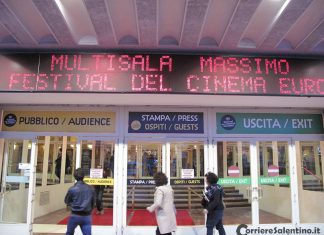 MULTISALA MASSIMO
FESTIVAL DEL CINEMA EURO
PUBBLICO / AUDIENCE
STAMPA / PRESS
OSPITI / GUESTS
USCITA / EXIT
CorriereSalentino.it